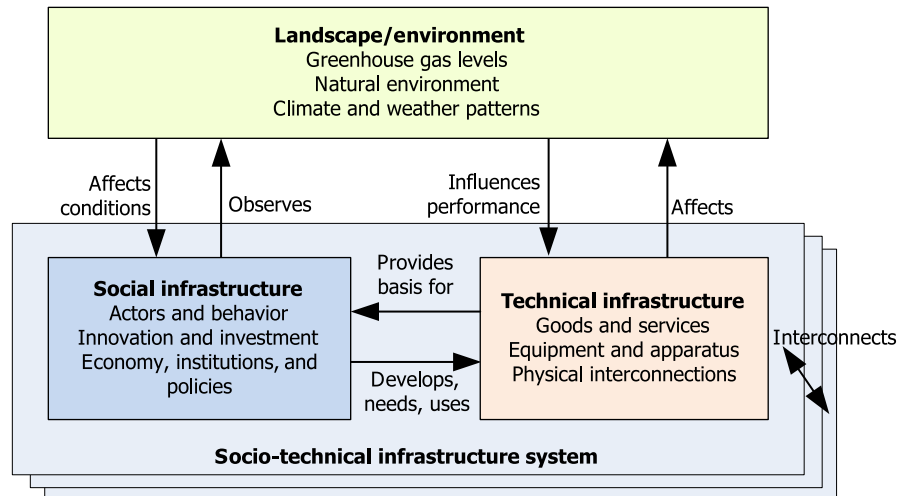 Landscape/environment
Greenhouse gas levels
Natural environment
Climate and weather patterns
Affects
conditions
Observes
Influences
performance
Affects
Social infrastructure
Actors and behavior
Innovation and investment
Economy, institutions, and
policies
Provides
basis for
Develops,
needs, uses
Technical infrastructure
Goods and services
Equipment and apparatus
Physical interconnections
Interconnects
Socio-technical infrastructure system